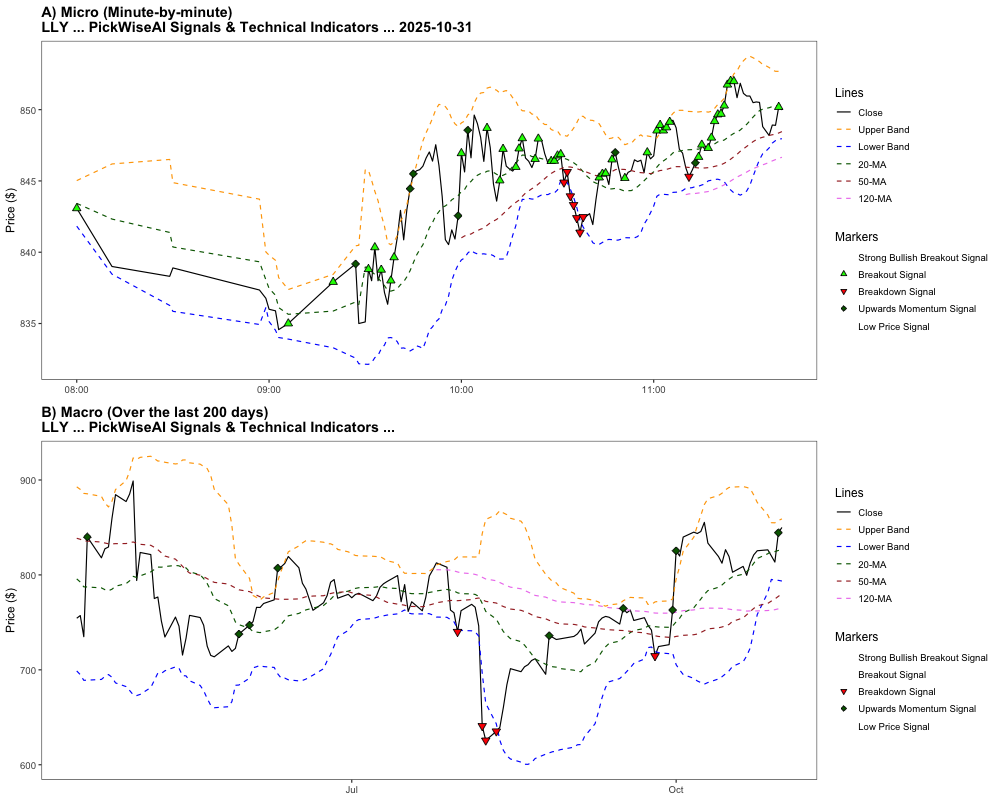 A) Micro (Minute-by-minute)
LLY ... PickWiseAI Signals & Technical Indicators ... 2025-10-31
Price ($)
850
845
840
835
08:00
09:00
10:00
11:00
Lines
Close
Upper Band
Lower Band
20-MA
50-MA
120-MA
Markers
Strong Bullish Breakout Signal
Breakout Signal
Breakdown Signal
Upwards Momentum Signal
Low Price Signal
B) Macro (Over the last 200 days)
LLY ... PickWiseAI Signals & Technical Indicators ...
Price ($)
900
800
700
600
Jul
Oct
Lines
Close
Upper Band
Lower Band
20-MA
50-MA
120-MA
Markers
Strong Bullish Breakout Signal
Breakout Signal
Breakdown Signal
Upwards Momentum Signal
Low Price Signal